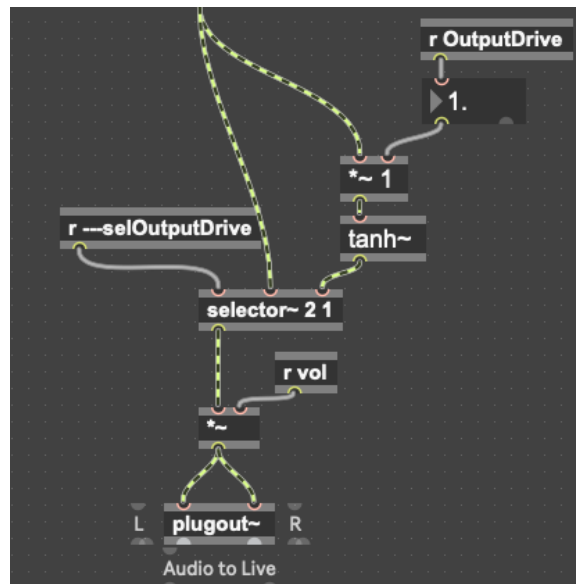 r OutputDrive
1.
*~ 1
r ---selOutputDrive
tanh~
selector~ 2 1
r vol
*~
L plugout~ R
Audio to Live